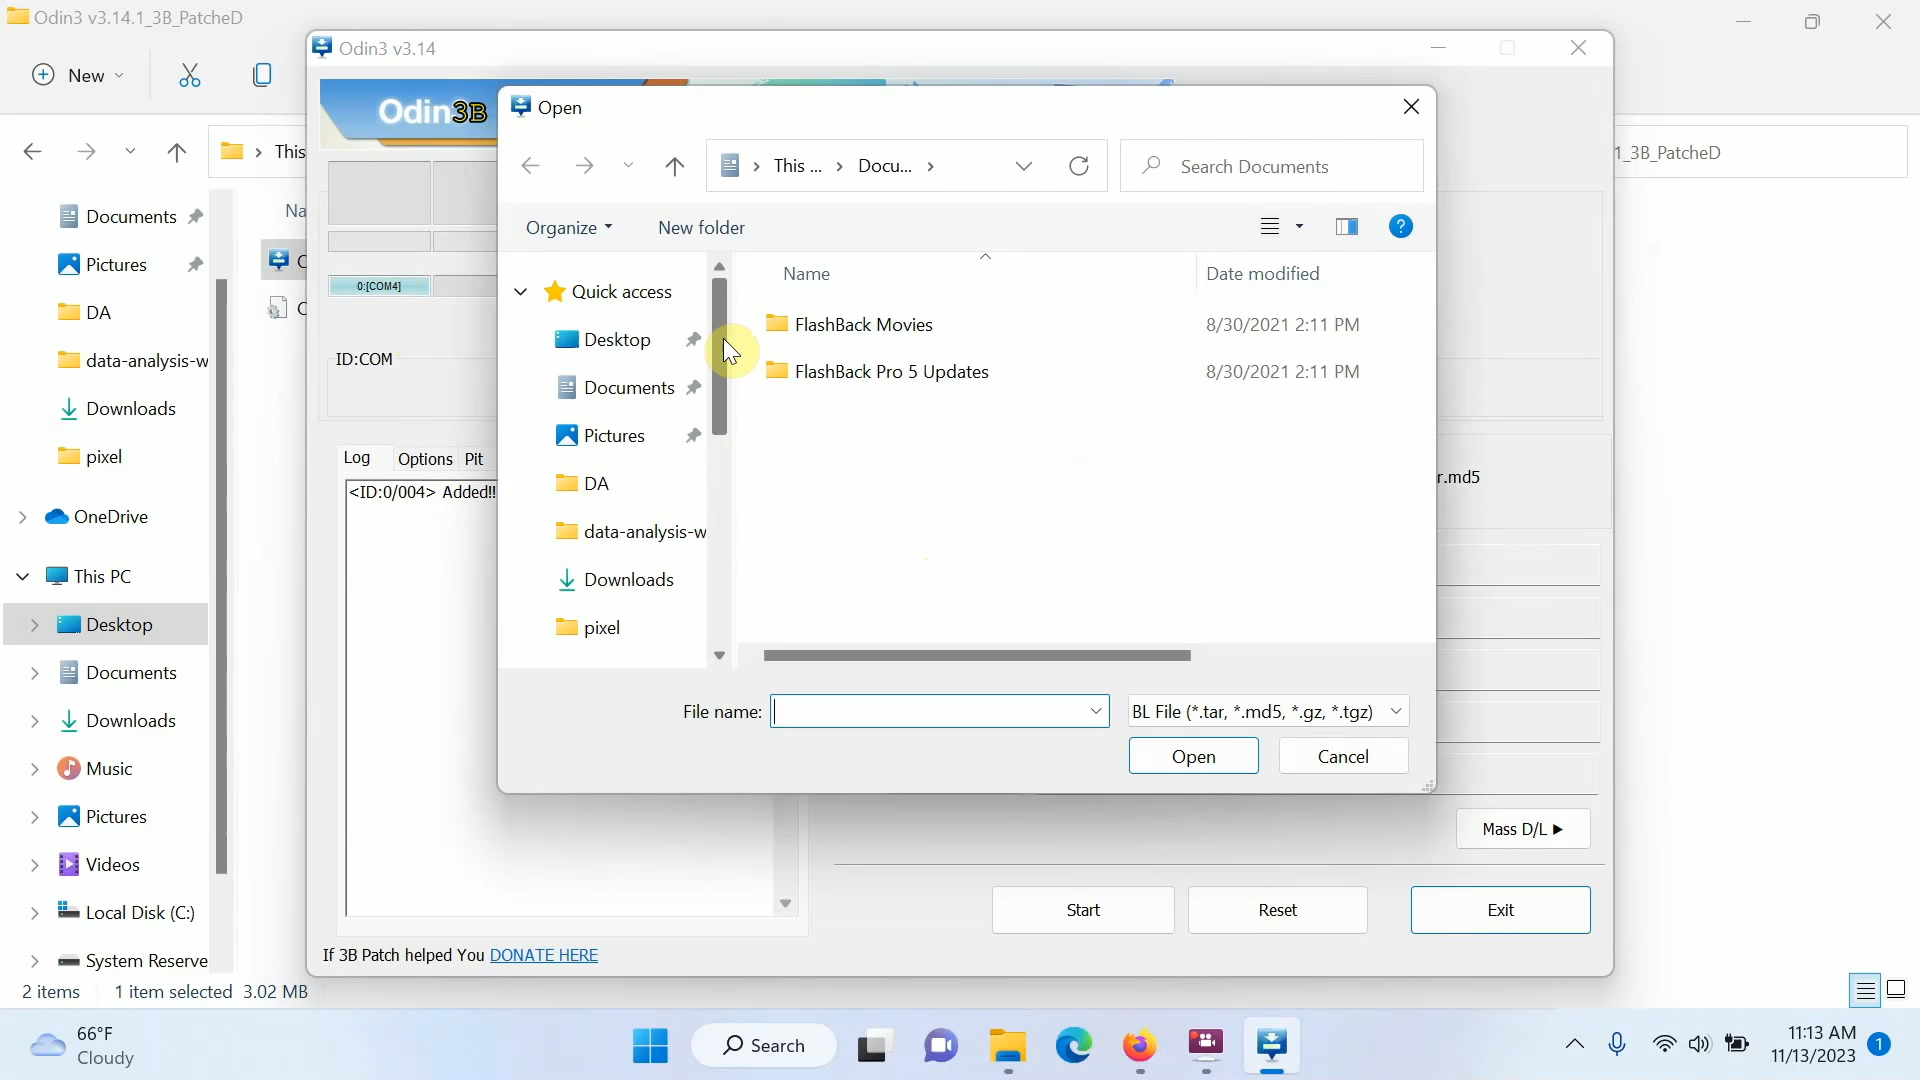 Odin3 v3.14.1_3B_PatcheD
New
This
1_3B_PatcheD
Documents
Pictures
DA
data-analysis-w
Downloads
pixel
OneDrive
This PC
Desktop
Documents
Downloads
Music
Pictures
Videos
Local Disk (C:)
System Reserve
2 items 1 item selected 3.02 MB
Na
Odin3 v3.14
Odin3B
0:[COM4]
ID:COM
Log Options Pit
<ID:0/004> Added!!
r.md5
Mass D/L ▶
Start Reset Exit
If 3B Patch helped You DONATE HERE
Open
This ... Docu...
Search Documents
Organize New folder
?
Name Date modified
Quick access
Desktop
Documents
Pictures
DA
data-analysis-w
Downloads
pixel
FlashBack Movies 8/30/2021 2:11 PM
FlashBack Pro 5 Updates 8/30/2021 2:11 PM
File name: BL File (*.tar, *.md5, *.gz, *.tgz)
Open Cancel
66°F
Cloudy
Search
11:13 AM
11/13/2023
1